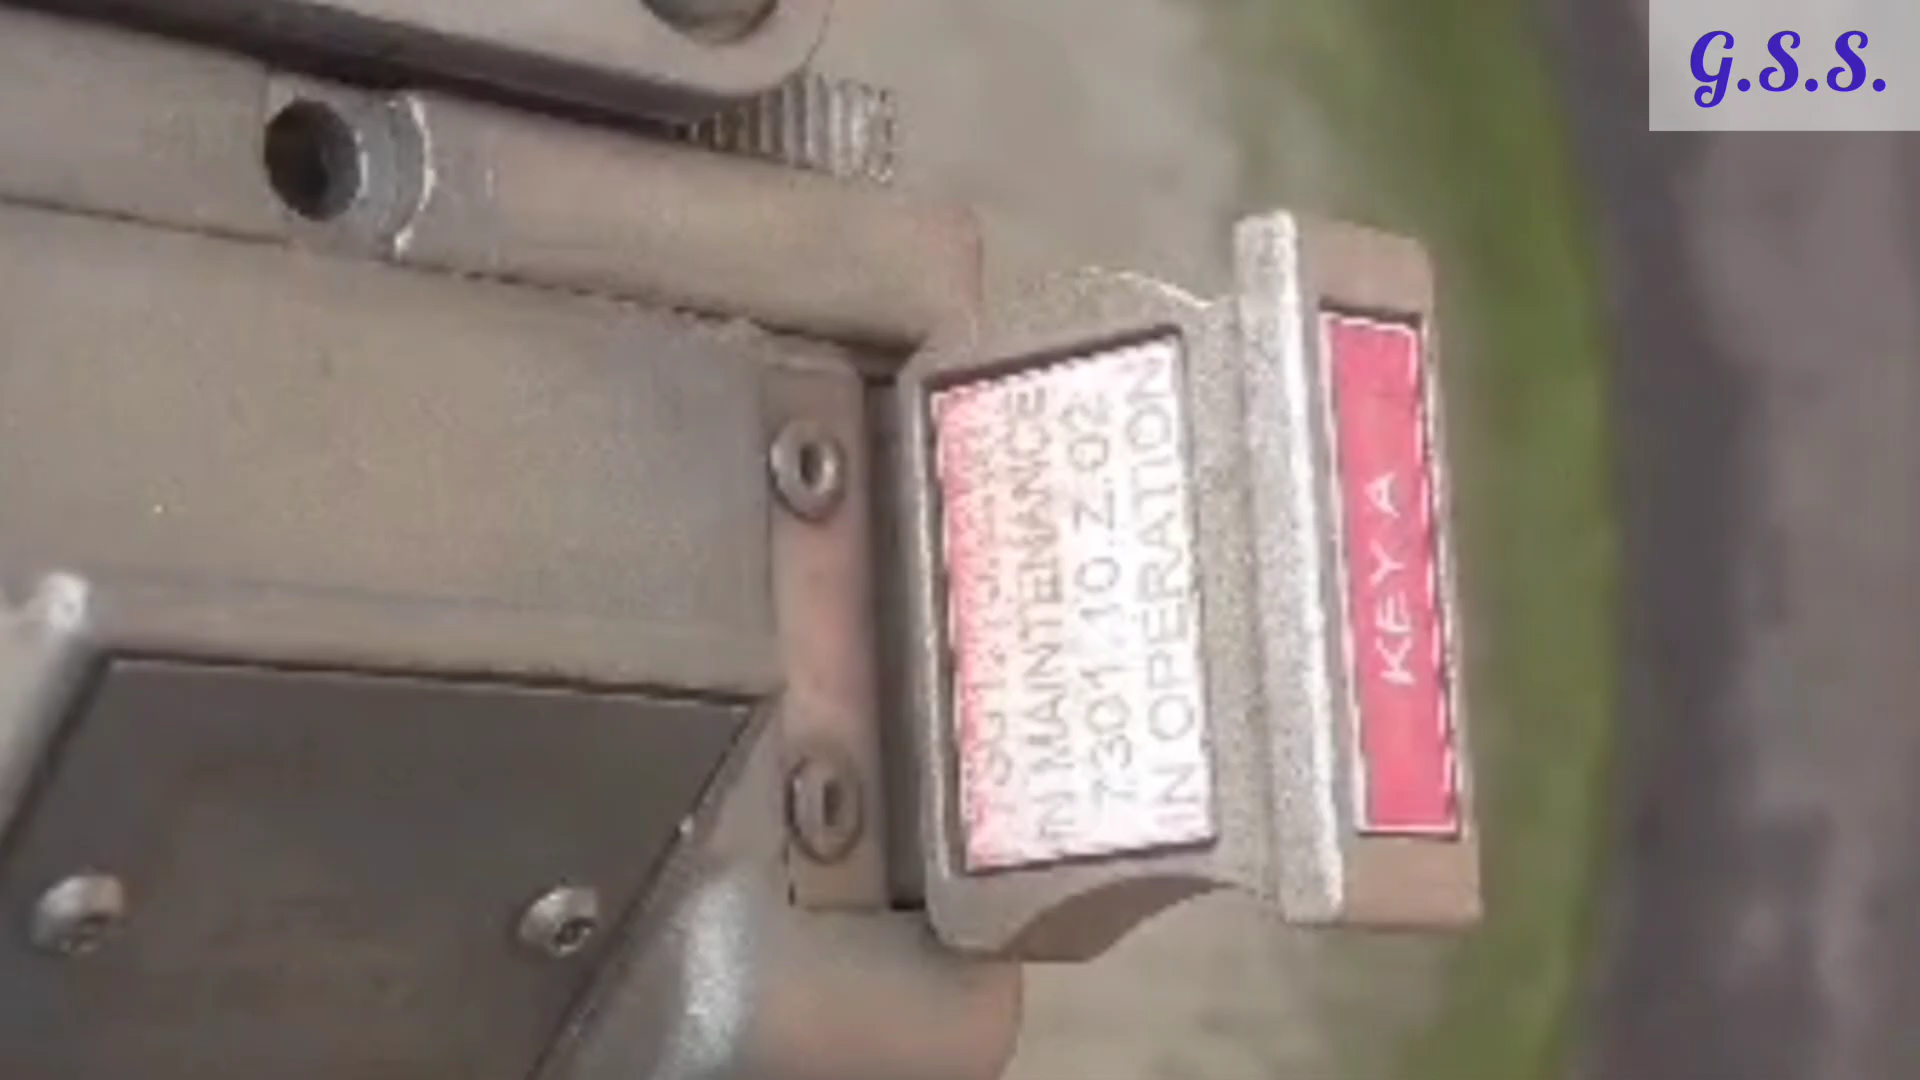 G.S.S.
IN MAINTENANCE
7301.10.Z.02
IN OPERATION
KEY A